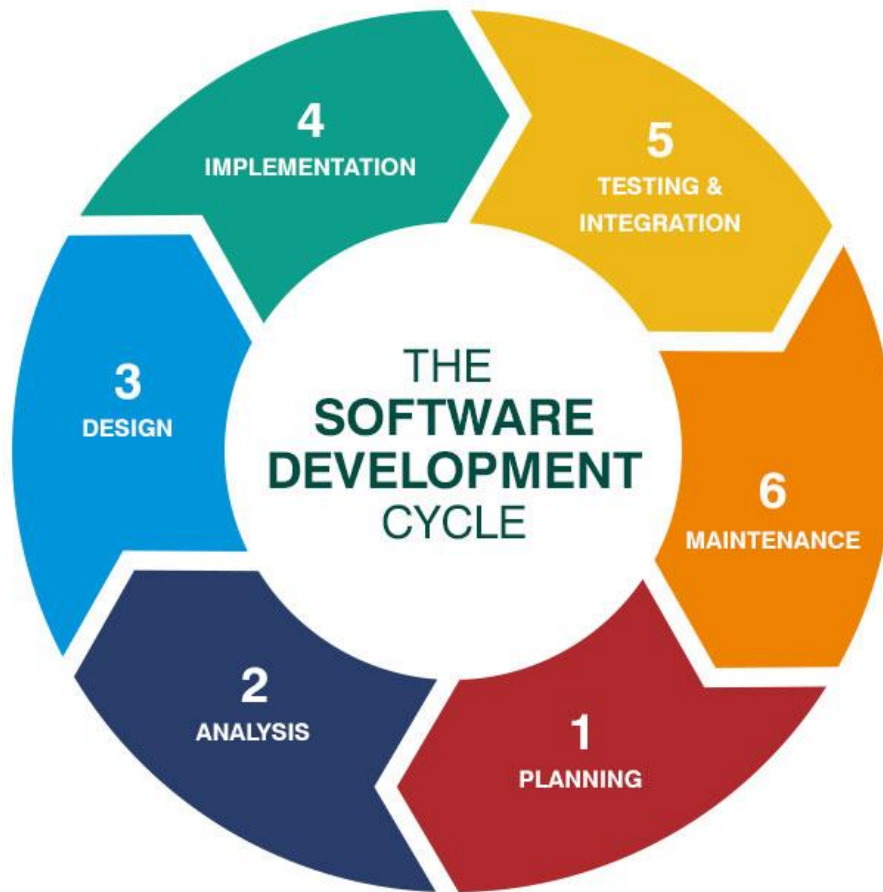 THE
SOFTWARE
DEVELOPMENT
CYCLE
1
PLANNING
2
ANALYSIS
3
DESIGN
4
IMPLEMENTATION
5
TESTING &
INTEGRATION
6
MAINTENANCE